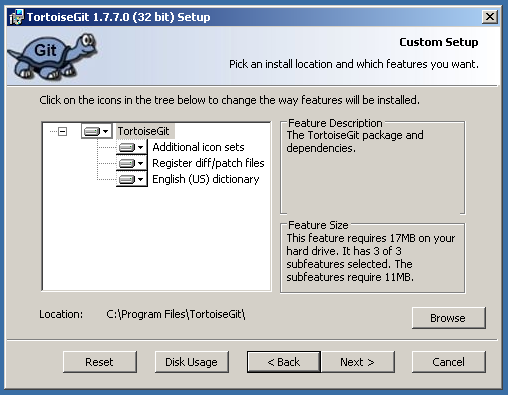 TortoiseGit 1.7.7.0 (32 bit) Setup
Git
Custom Setup
Pick an install location and which features you want.
Click on the icons in the tree below to change the way features will be installed.
TortoiseGit
Additional icon sets
Register diff/patch files
English (US) dictionary
Feature Description
The TortoiseGit package and
dependencies.
Feature Size
This feature requires 17MB on your
hard drive. It has 3 of 3
subfeatures selected. The
subfeatures require 11MB.
Location: C:\Program Files\TortoiseGit\
Browse
Reset Disk Usage < Back Next > Cancel